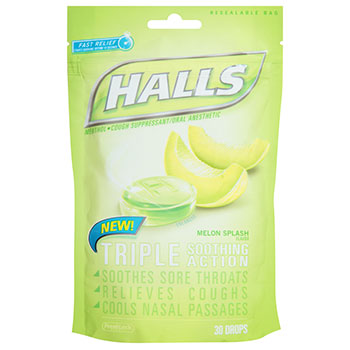 RESEALABLE BAG
FAST RELIEF
HALLS
MENTHOL • COUGH SUPPRESSANT/ORAL ANESTHETIC
MELON SPLASH
FLAVOR
NEW!
TRIPLE SOOTHING ACTION
SOOTHES SORE THROATS
RELIEVES COUGHS
COOLS NASAL PASSAGES
30 DROPS